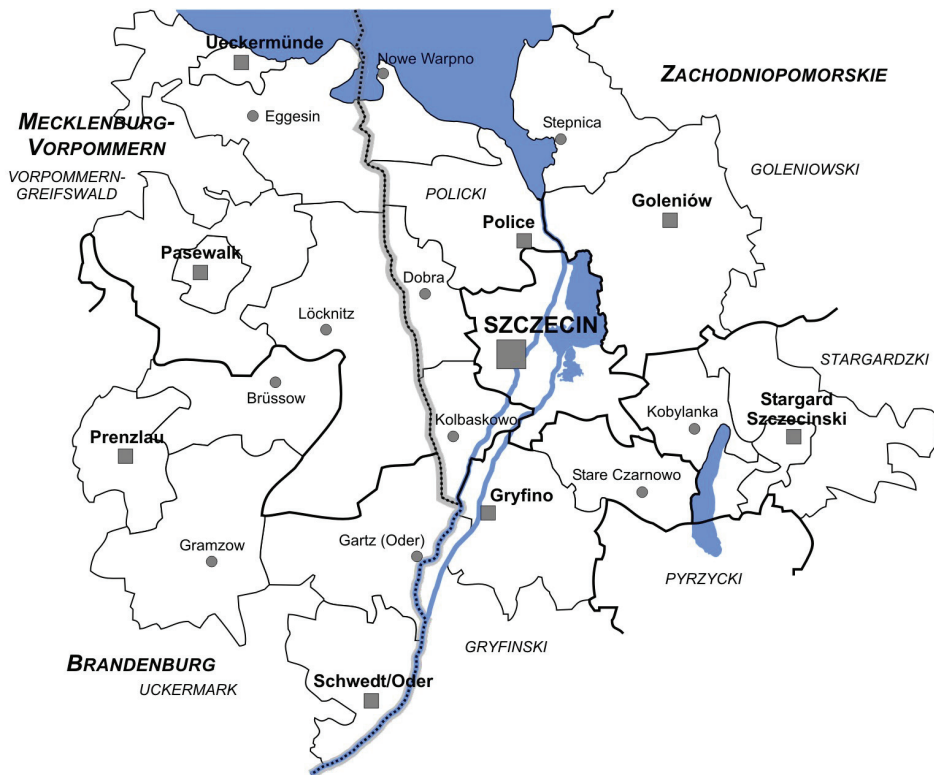 Ueckermünde
Nowe Warpno
ZACHODNIOPOMORSKIE
Eggesin
MECKLENBURG-
VORPOMMERN
Stepnica
VORPOMMERN-
GREIFSWALD
GOLENIOWSKI
POLICKI
Goleniów
Police
Pasewalk
Dobra
Löcknitz
SZCZECIN
STARGARDZKI
Brüssow
Stargard
Szczecinski
Kobylanka
Kolbaskowo
Prenzlau
Stare Czarnowo
Gryfino
Gramzow
Gartz (Oder)
PYRZYCKI
GRYFINSKI
BRANDENBURG
UCKERMARK
Schwedt/Oder